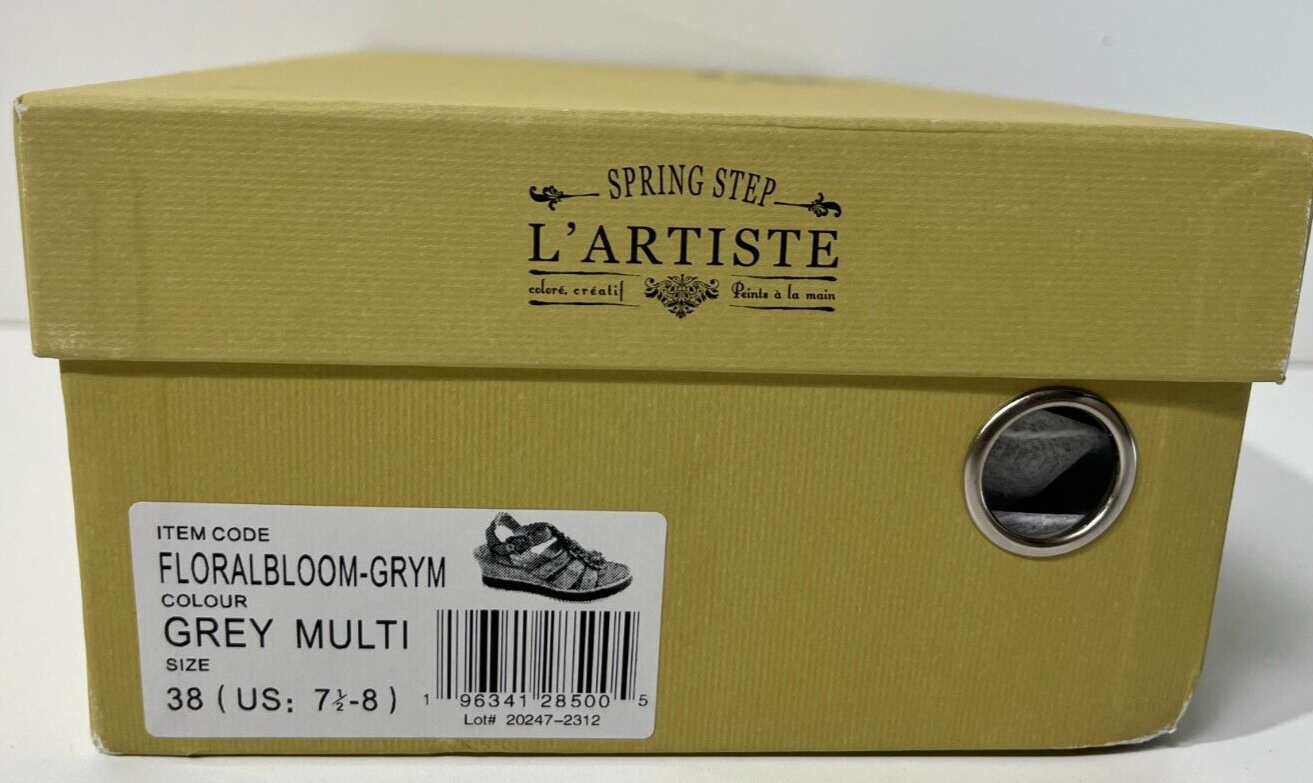 SPRING STEP
L'ARTISTE
coloré, créatif Peints à la main
ITEM CODE
FLORALBLOOM-GRYM
COLOUR
GREY MULTI
SIZE
38 ( US: 7½-8 )
1 96341 28500 5
Lot# 20247-2312